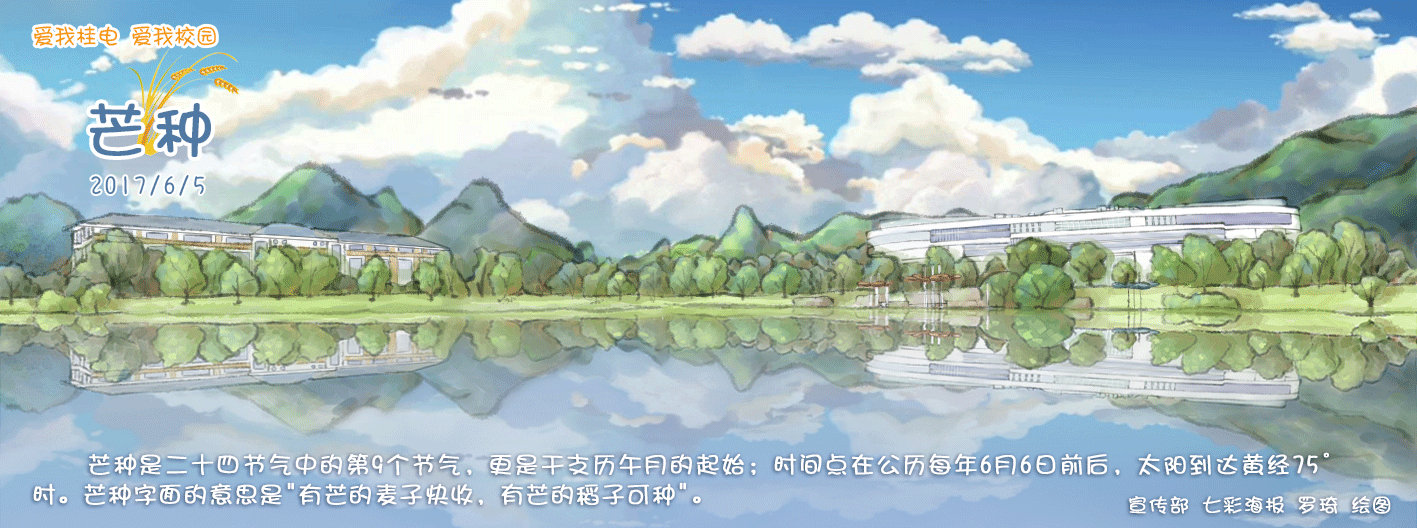 爱我桂电 爱我校园
芒种
2017/6/5
芒种是二十四节气中的第9个节气，更是干支历午月的起始；时间点在公历每年6月6日前后，太阳到达黄经75°
时。芒种字面的意思是"有芒的麦子快收，有芒的稻子可种"。
宣传部 七彩海报 罗琦 绘图